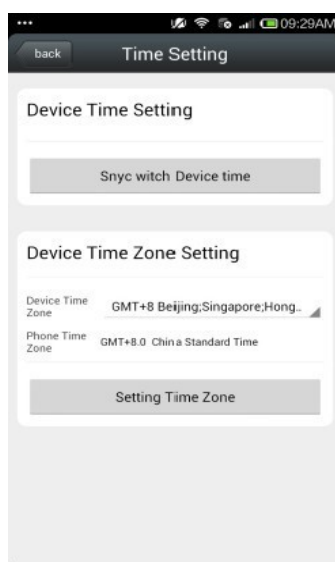 09:29AM
back
Time Setting
Device Time Setting
Snyc witch Device time
Device Time Zone Setting
Device Time
Zone
GMT+8 Beijing;Singapore;Hong..
Phone Time
Zone
GMT+8.0 China Standard Time
Setting Time Zone